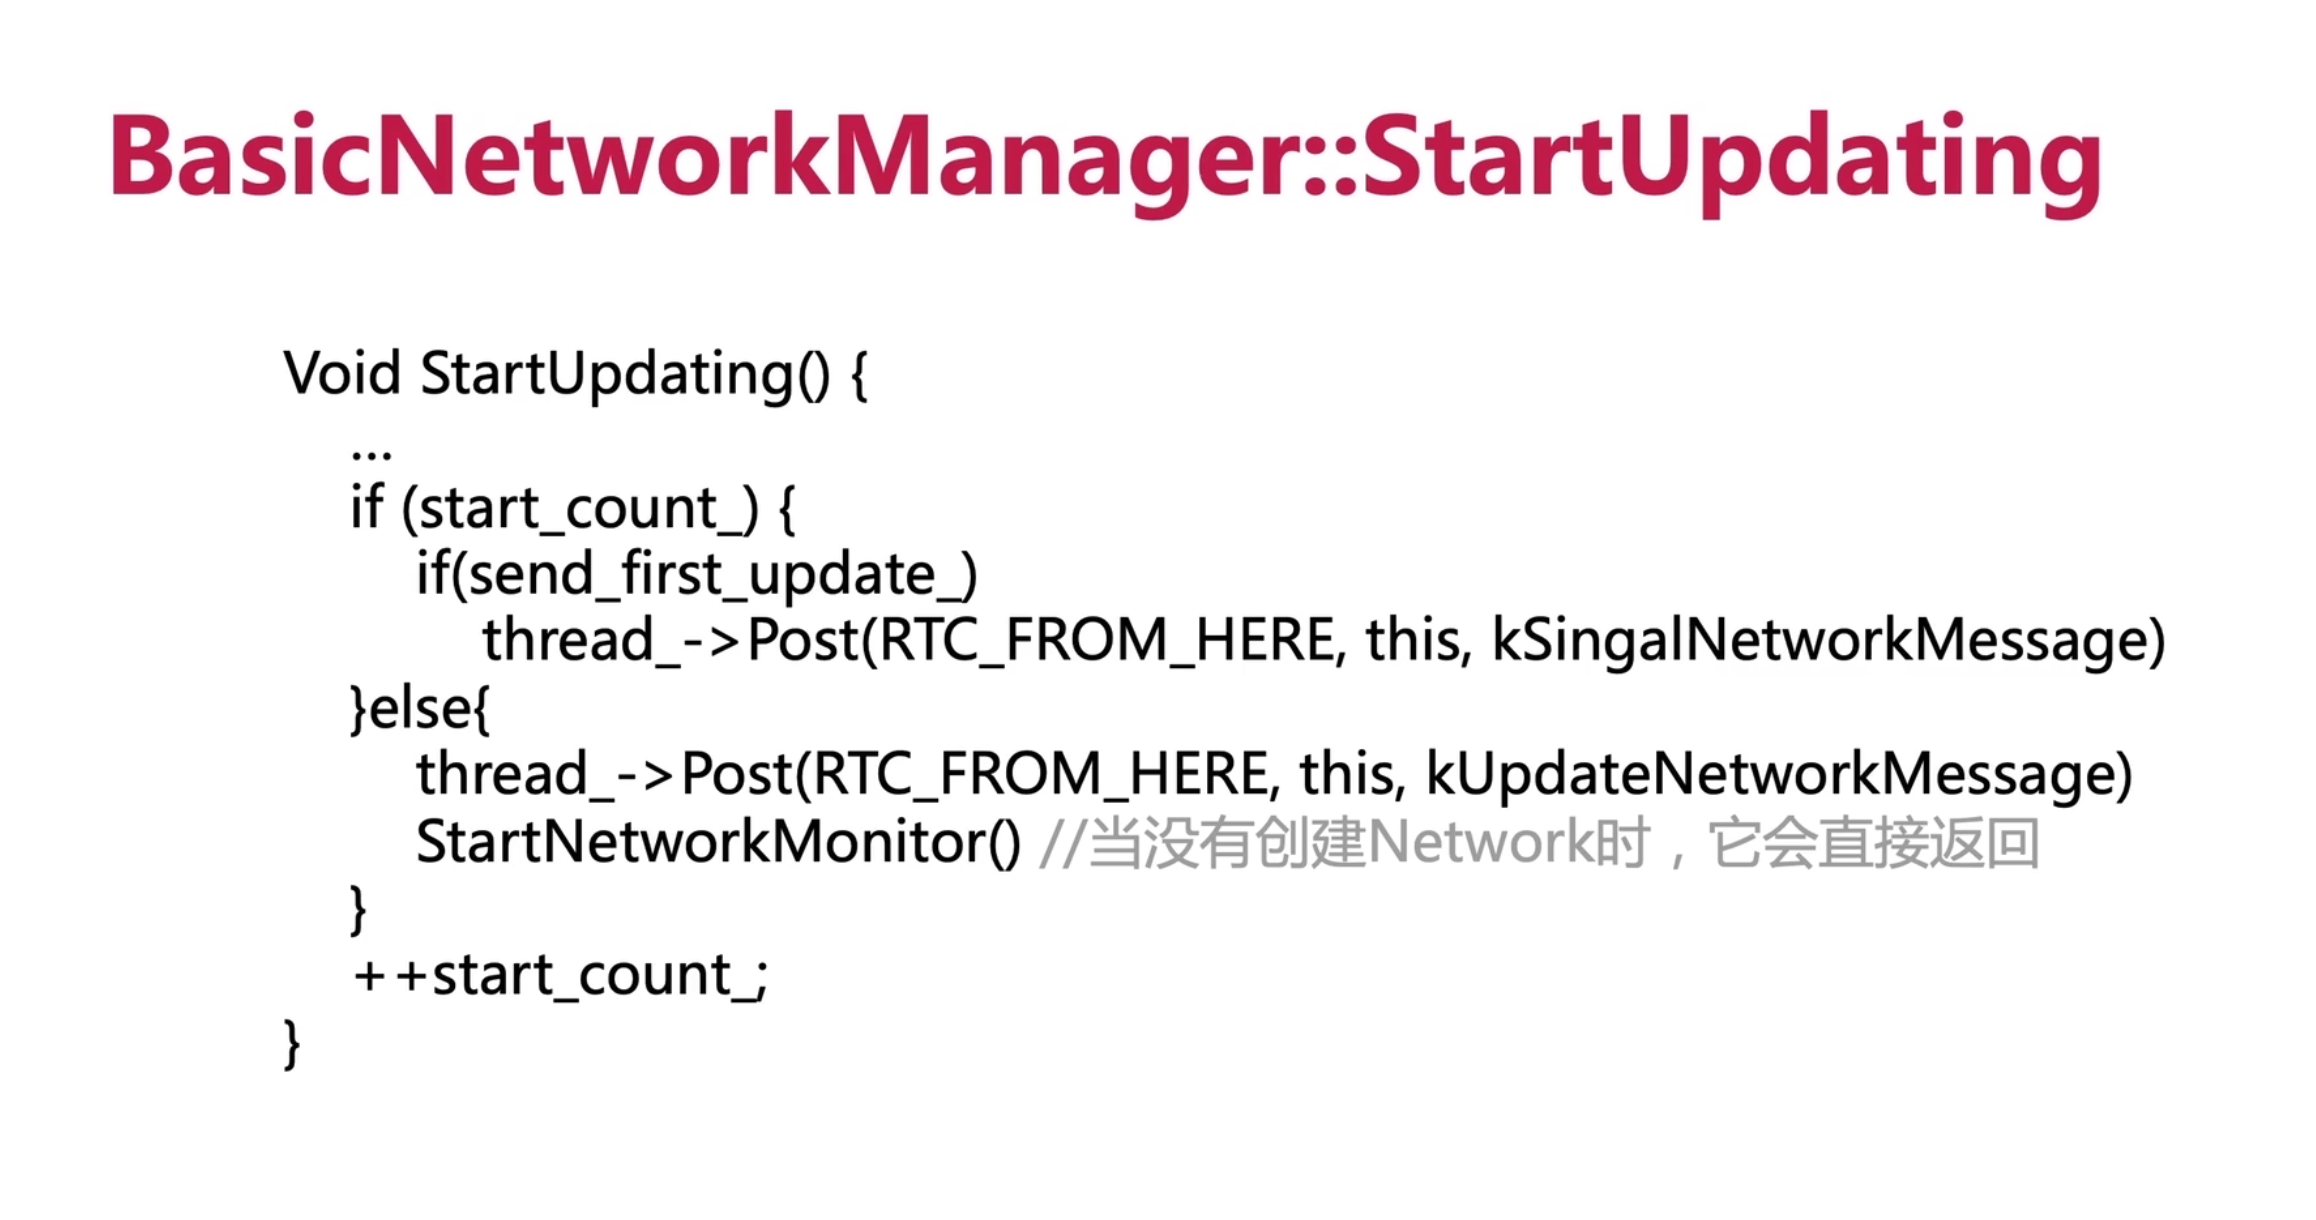 BasicNetworkManager::StartUpdating
Void StartUpdating() {
...
if (start_count_) {
if(send_first_update_)
thread_->Post(RTC_FROM_HERE, this, kSingalNetworkMessage)
}else{
thread_->Post(RTC_FROM_HERE, this, kUpdateNetworkMessage)
StartNetworkMonitor() //当没有创建Network时，它会直接返回
}
++start_count_;
}